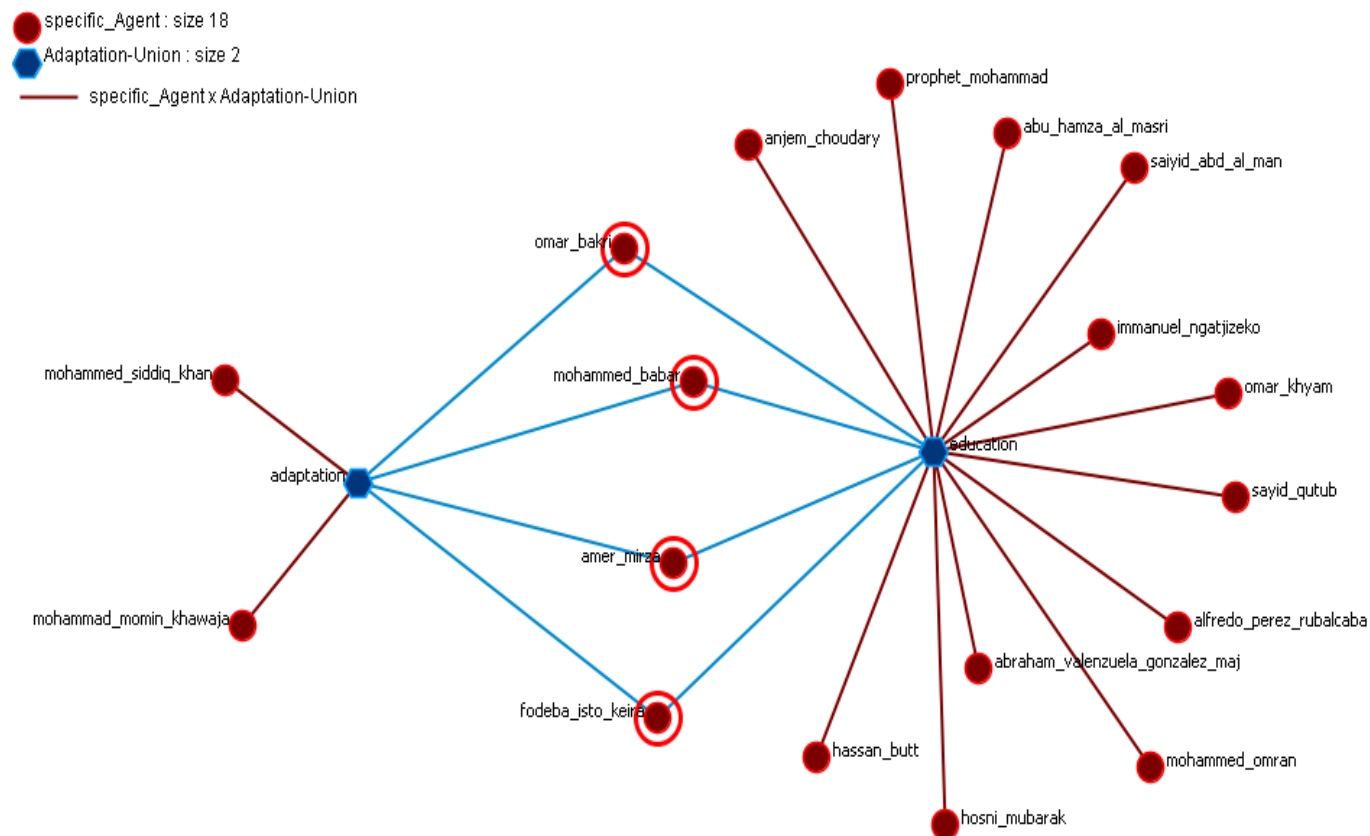 specific_Agent : size 18
Adaptation-Union : size 2
specific_Agent x Adaptation-Union
prophet_mohammad
abu_hamza_al_masri
anjem_choudary
saiyid_abd_al_man
omar_bakri
immanuel_ngatjizeko
mohammed_siddiq_khan
mohammed_babar
omar_khyam
education
adaptation
sayid_qutub
amer_mirza
mohammad_momin_khawaja
alfredo_perez_rubalcaba
abraham_valenzuela_gonzalez_maj
fodeba_isto_keira
hassan_butt
mohammed_omran
hosni_mubarak